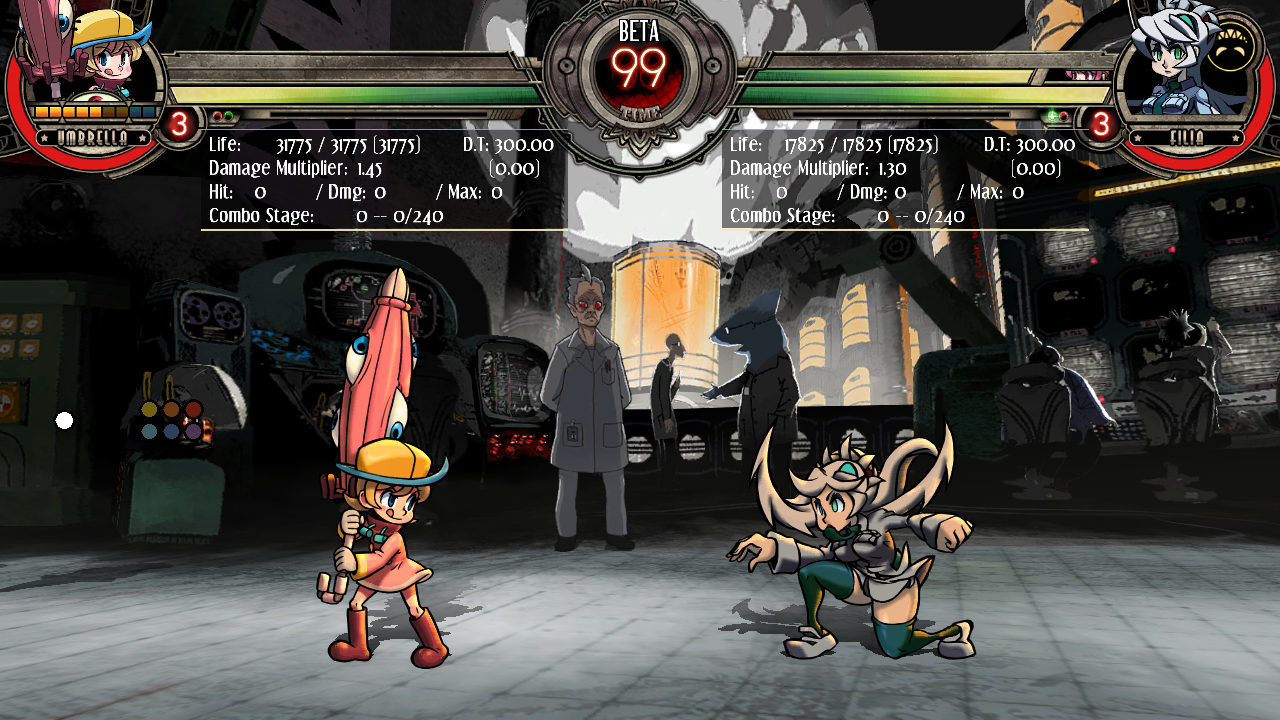 BETA
99
TIME
3
UMBRELLA
3
FILIA
Life: 31775 / 31775 (31775) D.T: 300.00
Damage Multiplier: 1.45 (0.00)
Hit: 0 / Dmg: 0 / Max: 0
Combo Stage: 0 -- 0/240
Life: 17825 / 17825 (17825) D.T: 300.00
Damage Multiplier: 1.30 (0.00)
Hit: 0 / Dmg: 0 / Max: 0
Combo Stage: 0 -- 0/240